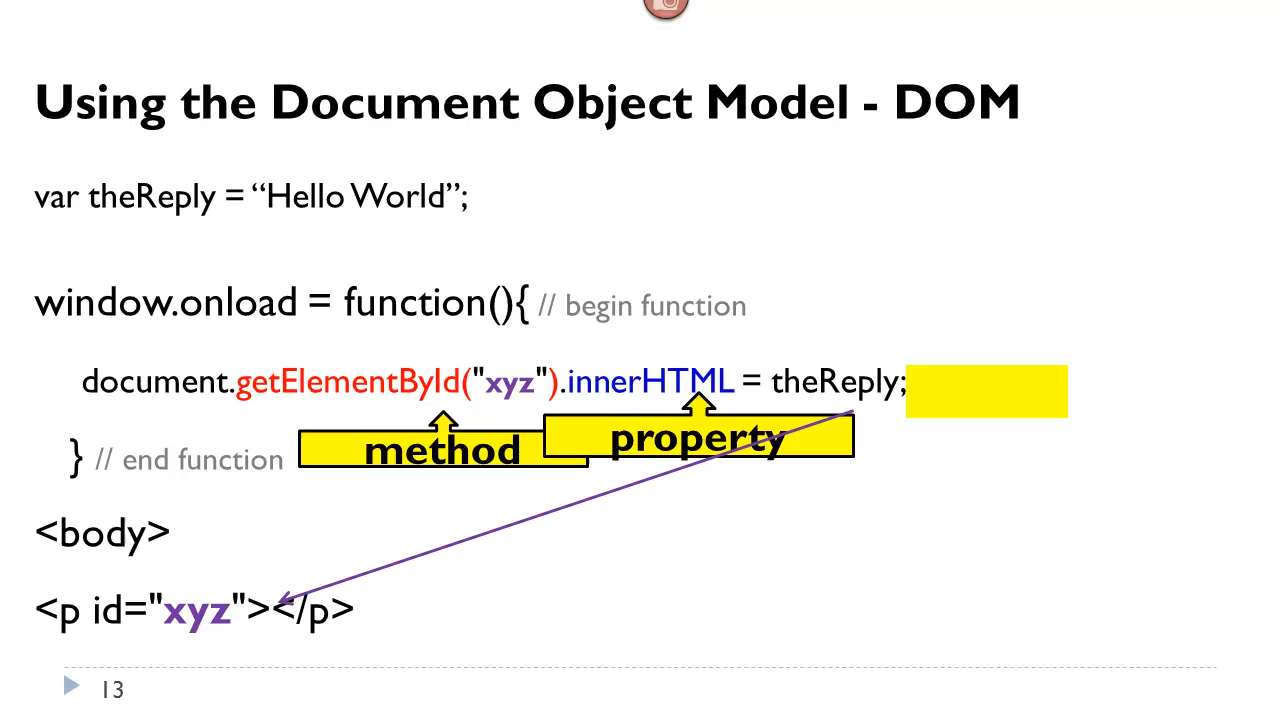 Using the Document Object Model - DOM
var theReply = “Hello World”;
window.onload = function(){ // begin function
document.getElementById("xyz").innerHTML = theReply;
method
property
} // end function
<body>
<p id="xyz"></p>
13